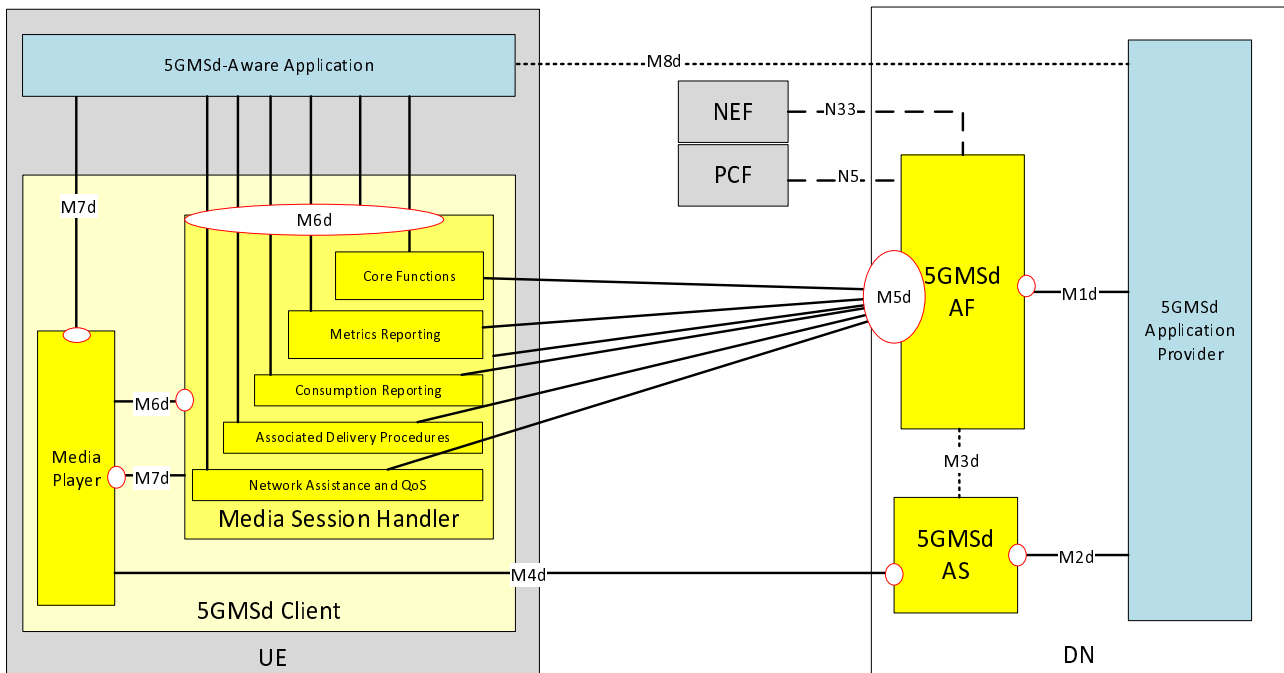 5GMSd-Aware Application
M8d
NEF
N33
PCF
N5
M7d
M6d
Core Functions
M5d
5GMSd
AF
M1d
5GMSd
Application
Provider
Metrics Reporting
Consumption Reporting
M6d
Associated Delivery Procedures
Media
Player
M7d
Network Assistance and QoS
Media Session Handler
M3d
5GMSd
AS
M2d
M4d
5GMSd Client
UE
DN